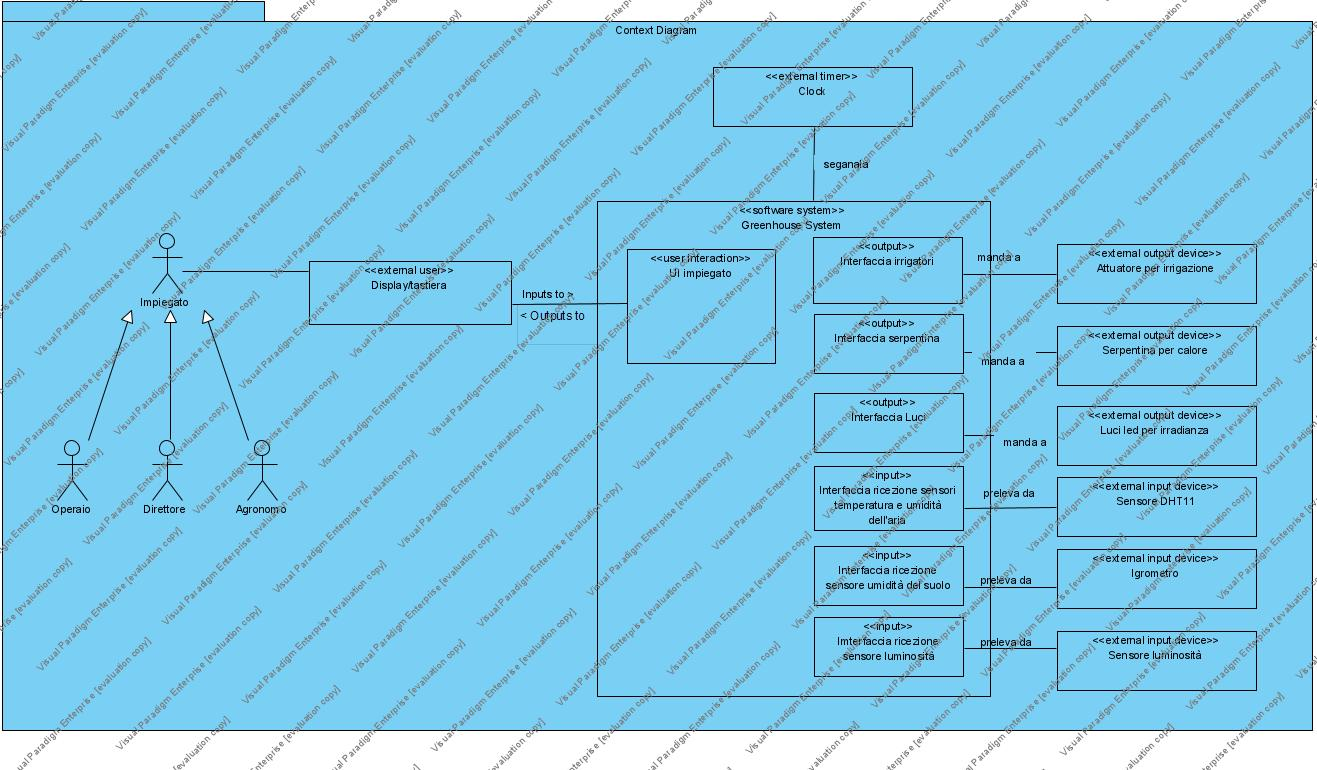 Context Diagram
<<external timer>>
Clock
seganala
<<software system>>
Greenhouse System
Impiegato
<<external user>>
Display/tastiera
Inputs to >
< Outputs to
<<user interaction>>
UI impiegato
<<output>>
Interfaccia irrigatori
manda a
<<external output device>>
Attuatore per irrigazione
<<output>>
Interfaccia serpentina
manda a
<<external output device>>
Serpentina per calore
<<output>>
Interfaccia Luci
manda a
<<external output device>>
Luci led per irradianza
<<input>>
Interfaccia ricezione sensori
temperatura e umidità
dell'aria
preleva da
<<external input device>>
Sensore DHT11
<<input>>
Interfaccia ricezione
sensore umidità del suolo
preleva da
<<external input device>>
Igrometro
<<input>>
Imterfaccia ricezione
sensore luminosità
preleva da
<<external input device>>
Sensore luminosità
Operaio
Direttore
Agronomo
Visual Paradigm Enterprise [evaluation copy]